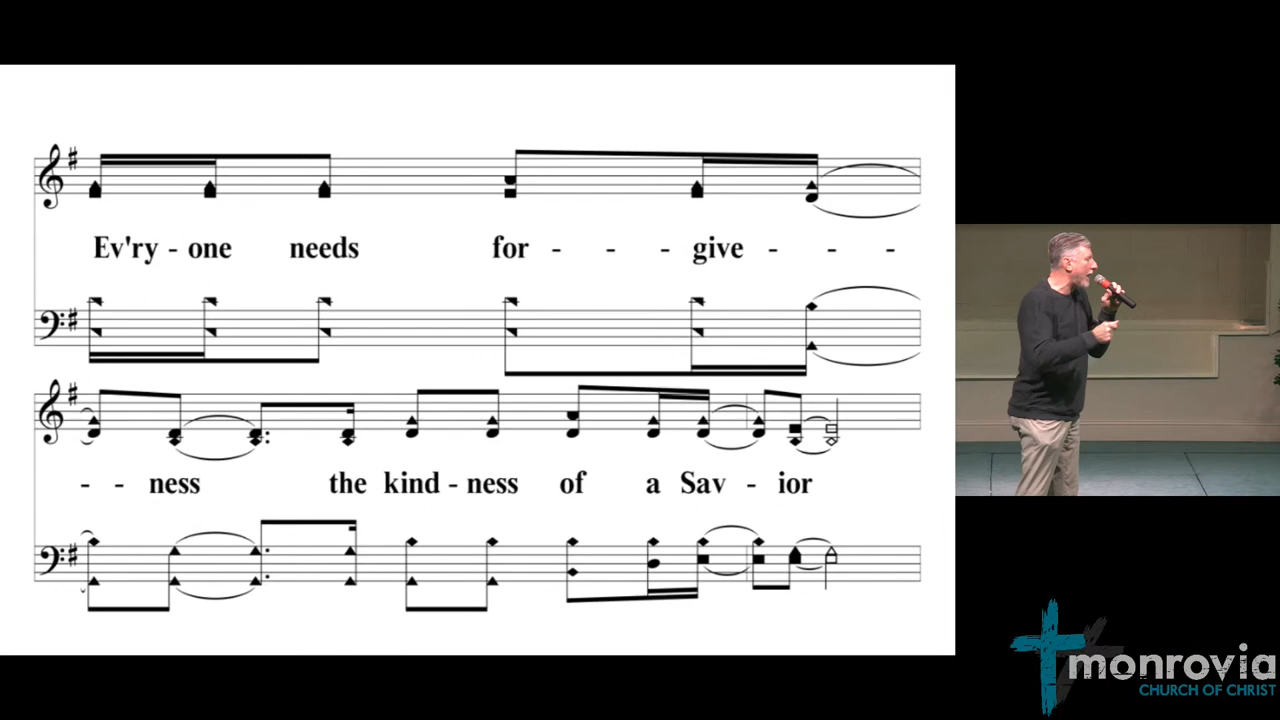 Ev'ry - one needs for - - - give - - -
- - ness the kind - ness of a Sav - ior
monrovia
CHURCH OF CHRIST